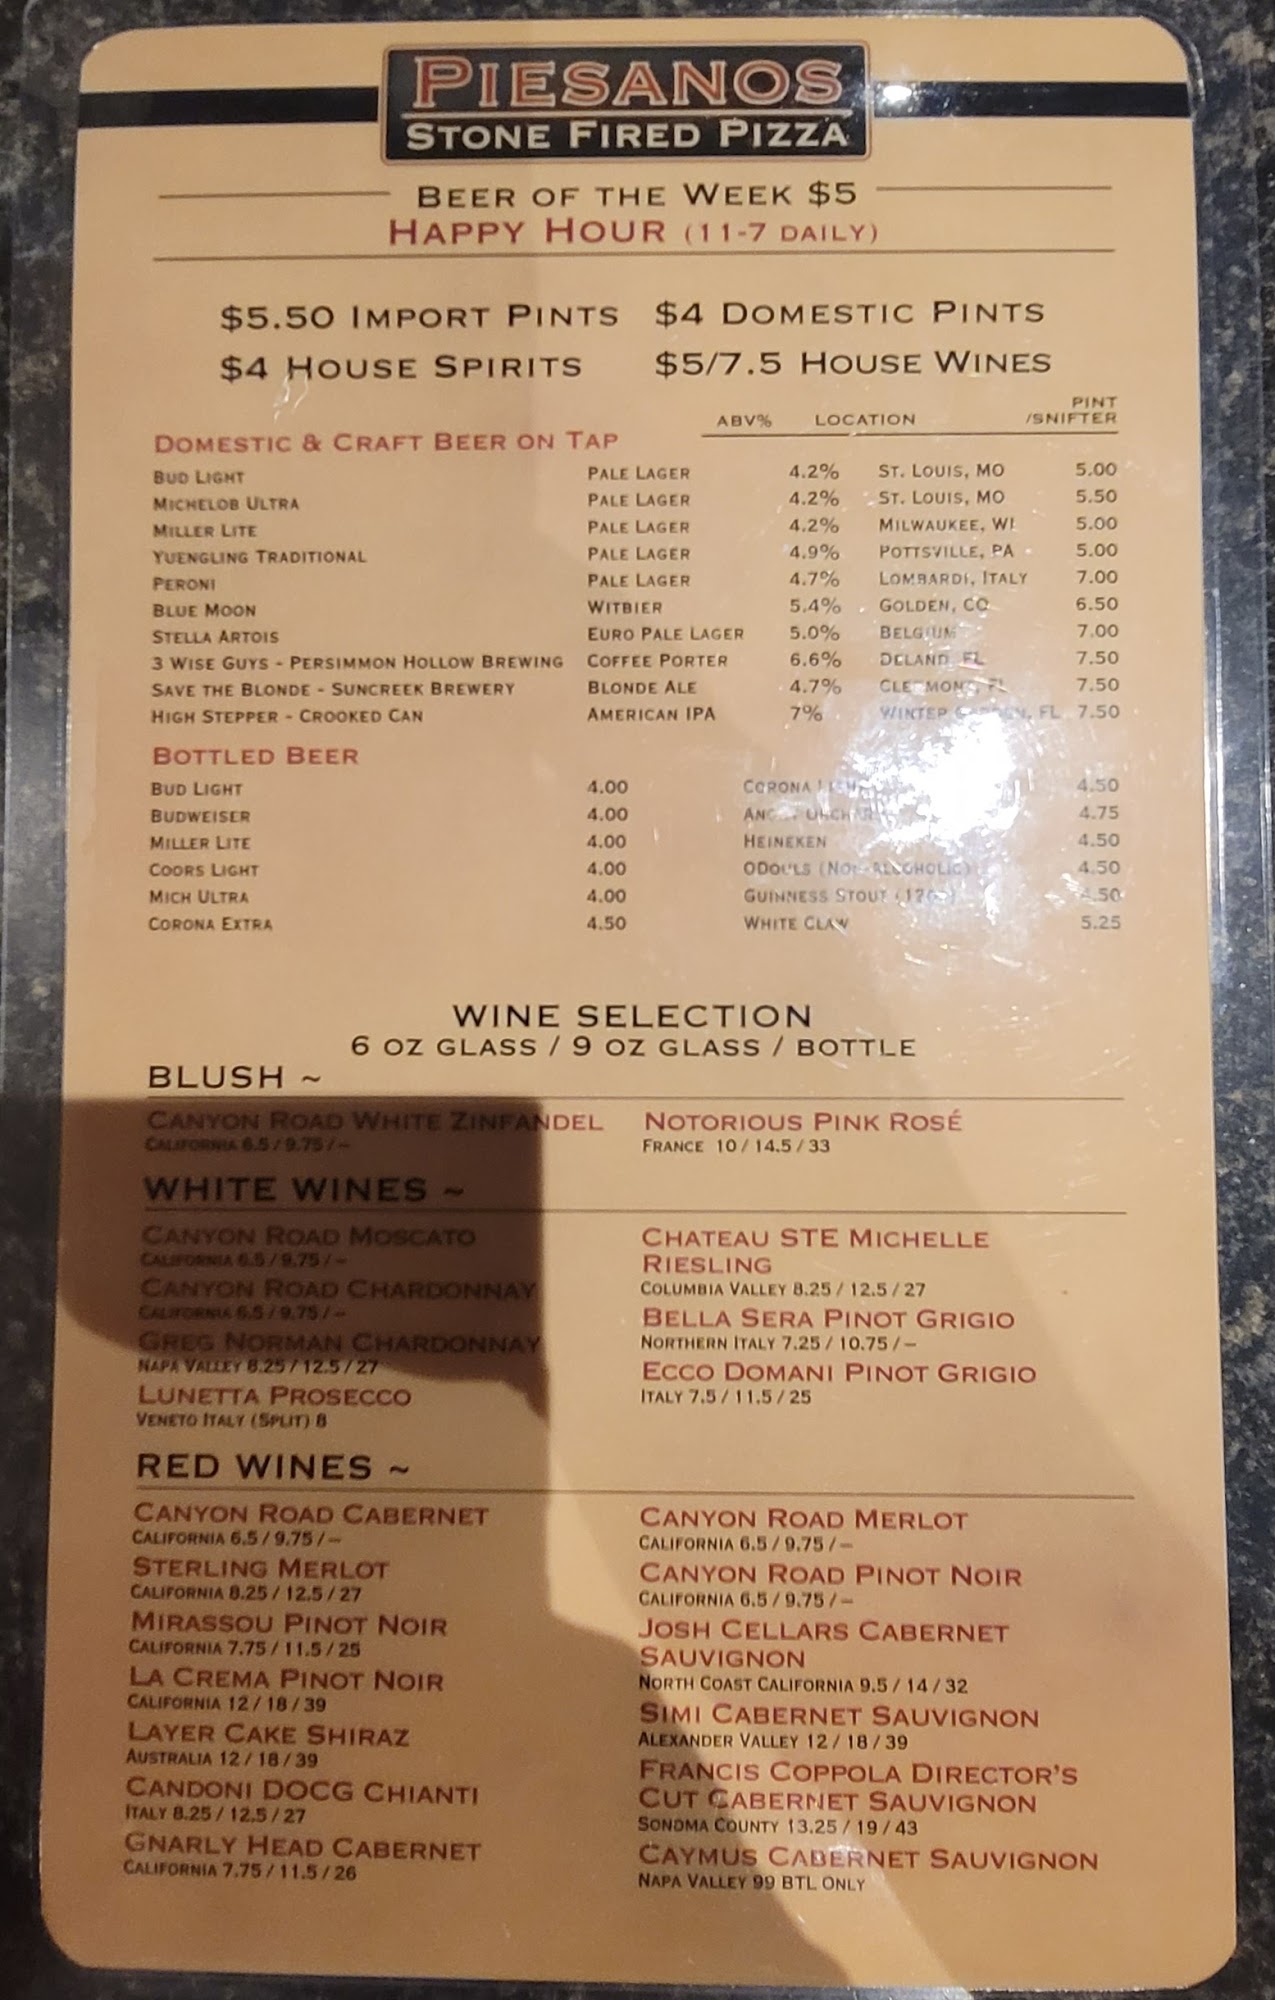 PIESANOS
STONE FIRED PIZZA
BEER OF THE WEEK $5
HAPPY HOUR (11-7 DAILY)
$5.50 IMPORT PINTS $4 DOMESTIC PINTS
$4 HOUSE SPIRITS $5/7.5 HOUSE WINES
ABV% LOCATION PINT /SNIFTER
DOMESTIC & CRAFT BEER ON TAP
BUD LIGHT PALE LAGER 4.2% ST. LOUIS, MO 5.00
MICHELOB ULTRA PALE LAGER 4.2% ST. LOUIS, MO 5.50
MILLER LITE PALE LAGER 4.2% MILWAUKEE, WI 5.00
YUENGLING TRADITIONAL PALE LAGER 4.9% POTTSVILLE, PA 5.00
PERONI PALE LAGER 4.7% LOMBARDI, ITALY 7.00
BLUE MOON WITBIER 5.4% GOLDEN, CO 6.50
STELLA ARTOIS EURO PALE LAGER 5.0% BELGIUM 7.00
3 WISE GUYS - PERSIMMON HOLLOW BREWING COFFEE PORTER 6.6% DELAND, FL 7.50
SAVE THE BLONDE - SUNCREEK BREWERY BLONDE ALE 4.7% CLERMONT, FL 7.50
HIGH STEPPER - CROOKED CAN AMERICAN IPA 7% WINTER GARDEN, FL 7.50
BOTTLED BEER
BUD LIGHT 4.00 CORONA LIGHT 4.50
BUDWEISER 4.00 ANGRY ORCHARD 4.75
MILLER LITE 4.00 HEINEKEN 4.50
COORS LIGHT 4.00 ODOULS (NON-ALCOHOLIC) 4.50
MICH ULTRA 4.00 GUINNESS STOUT 4.50
CORONA EXTRA 4.50 WHITE CLAW 5.25
WINE SELECTION
6 OZ GLASS / 9 OZ GLASS / BOTTLE
BLUSH ~
CANYON ROAD WHITE ZINFANDEL NOTORIOUS PINK ROSÉ
CALIFORNIA 6.5 / 9.75 / – FRANCE 10 / 14.5 / 33
WHITE WINES ~
CANYON ROAD MOSCATO
CALIFORNIA 6.5 / 9.75 / –
CANYON ROAD CHARDONNAY
CALIFORNIA 6.5 / 9.75 / –
GREG NORMAN CHARDONNAY
NAPA VALLEY 8.25 / 12.5 / 27
LUNETTA PROSECCO
VENETO ITALY (SPLIT) 8
CHATEAU STE MICHELLE
RIESLING
COLUMBIA VALLEY 8.25 / 12.5 / 27
BELLA SERA PINOT GRIGIO
NORTHERN ITALY 7.25 / 10.75 / –
ECCO DOMANI PINOT GRIGIO
ITALY 7.5 / 11.5 / 25
RED WINES ~
CANYON ROAD CABERNET
CALIFORNIA 6.5 / 9.75 / –
STERLING MERLOT
CALIFORNIA 8.25 / 12.5 / 27
MIRASSOU PINOT NOIR
CALIFORNIA 7.75 / 11.5 / 25
LA CREMA PINOT NOIR
CALIFORNIA 12 / 18 / 39
LAYER CAKE SHIRAZ
AUSTRALIA 12 / 18 / 39
CANDONI DOCG CHIANTI
ITALY 8.25 / 12.5 / 27
GNARLY HEAD CABERNET
CALIFORNIA 7.75 / 11.5 / 26
CANYON ROAD MERLOT
CALIFORNIA 6.5 / 9.75 / –
CANYON ROAD PINOT NOIR
CALIFORNIA 6.5 / 9.75 / –
JOSH CELLARS CABERNET
SAUVIGNON
NORTH COAST CALIFORNIA 9.5 / 14 / 32
SIMI CABERNET SAUVIGNON
ALEXANDER VALLEY 12 / 18 / 39
FRANCIS COPPOLA DIRECTOR'S
CUT CABERNET SAUVIGNON
SONOMA COUNTY 13.25 / 19 / 43
CAYMUS CABERNET SAUVIGNON
NAPA VALLEY 99 BTL ONLY